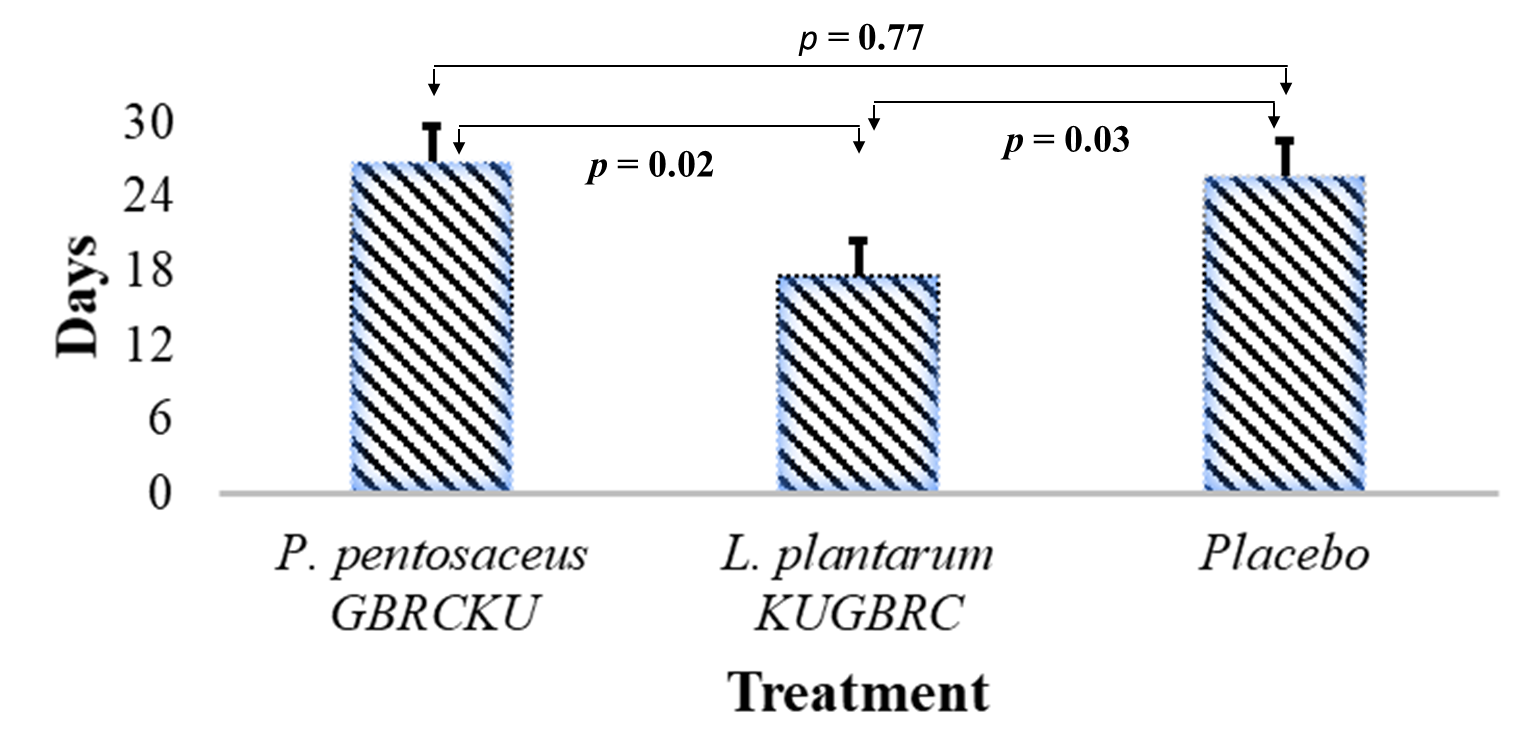 p = 0.77
p = 0.03
p = 0.02
30
24
18
12
6
0
Days
P. pentosaceus
GBRCKU
L. plantarum
KUGBRC
Placebo
Treatment